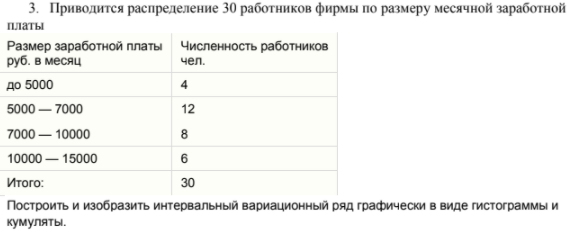 3. Приводится распределение 30 работников фирмы по размеру месячной заработной
платы
Размер заработной платы Численность работников
руб. в месяц чел.
до 5000 4
5000 — 7000 12
7000 — 10000 8
10000 — 15000 6
Итого: 30
Построить и изобразить интервальный вариационный ряд графически в виде гистограммы и
кумуляты.